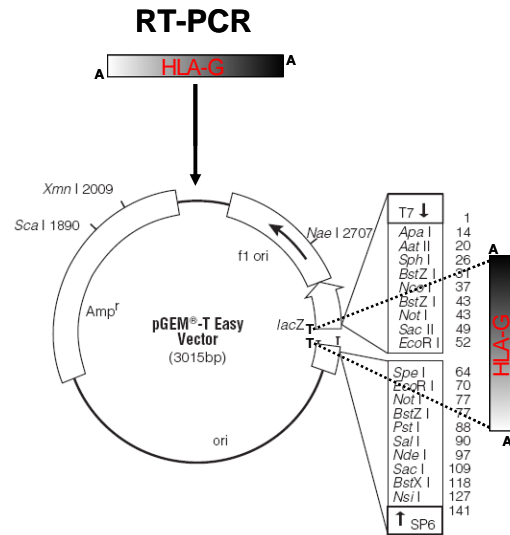 RT-PCR
A HLA-G A
Xmn I 2009
Sca I 1890
Nae I 2707
f1 ori
Ampʳ
pGEM®-T Easy
Vector
(3015bp)
lacZ T
T T T
ori
T7 ↓ 1
Apa I 14
Aat II 20
Sph I 26
BstZ I 31
Nco I 37
BstZ I 43
Not I 43
Sac II 49
EcoR I 52
Spe I 64
EcoR I 70
Not I 77
BstZ I 77
Pst I 88
Sal I 90
Nde I 97
Sac I 109
BstX I 118
Nsi I 127
141
↑ SP6
A
HLA-G
A